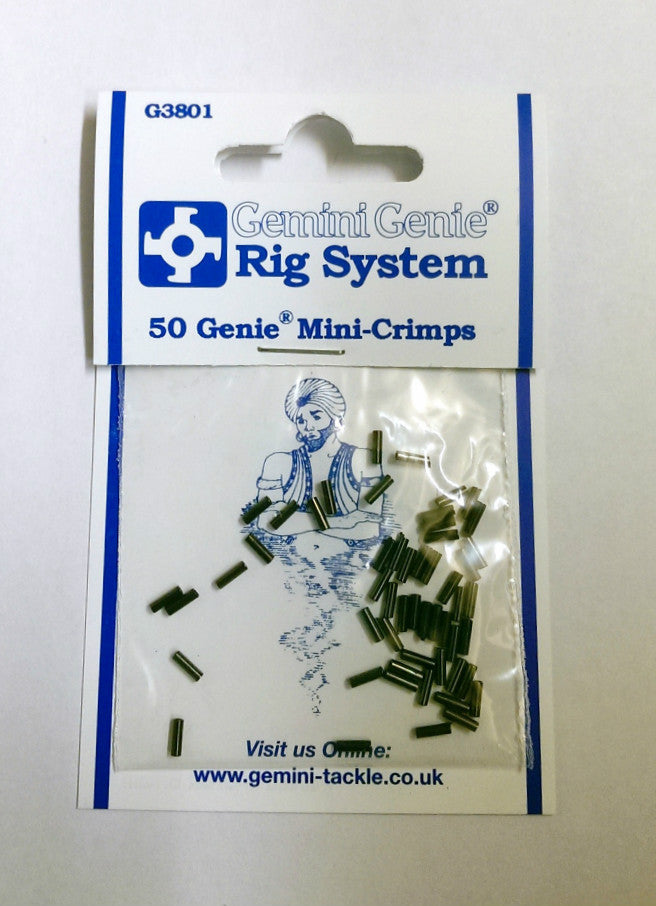 G3801
Gemini Genie®
Rig System
50 Genie® Mini-Crimps
Visit us Online:
www.gemini-tackle.co.uk